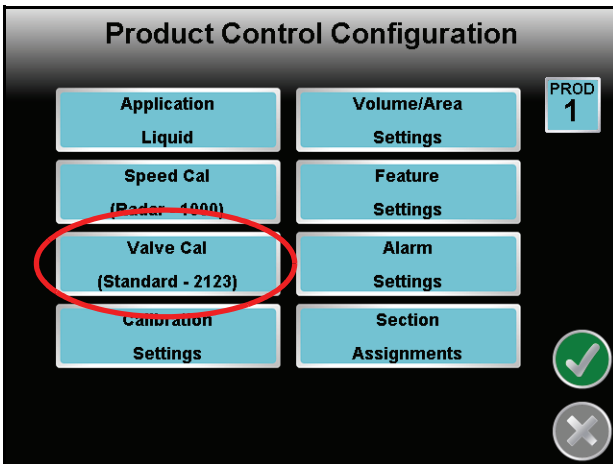 Product Control Configuration
PROD
1
Application
Liquid
Volume/Area
Settings
Speed Cal
(Radar - 1000)
Feature
Settings
Valve Cal
(Standard - 2123)
Alarm
Settings
Calibration
Settings
Section
Assignments